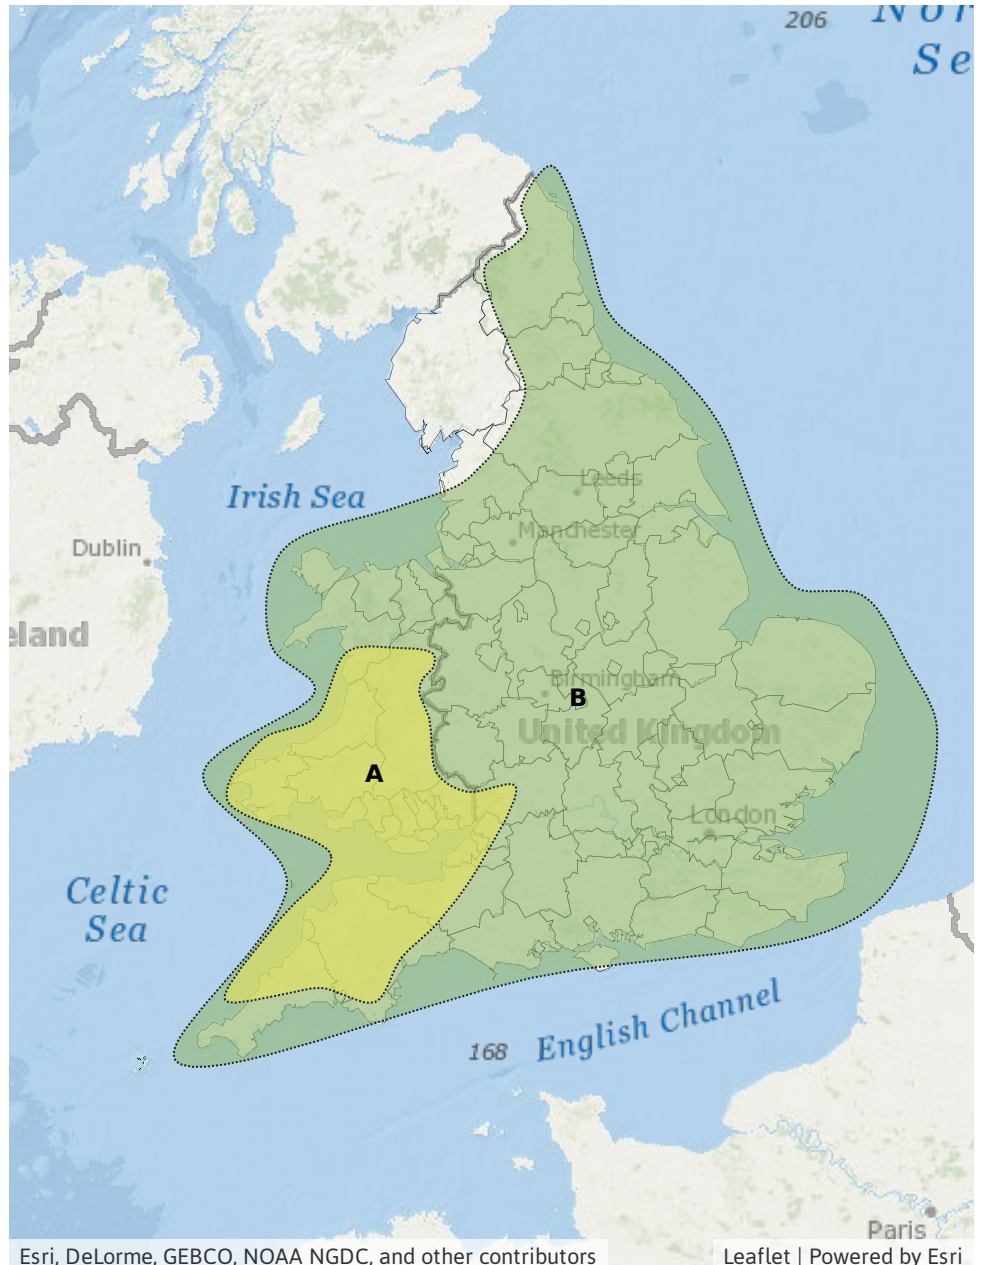 206
Nor
Se
Leeds
Irish Sea
Manchester
Dublin
eland
Birmingham
B
United Kingdom
A
London
Celtic
Sea
English Channel
168
Paris
Esri, DeLorme, GEBCO, NOAA NGDC, and other contributors
Leaflet | Powered by Esri